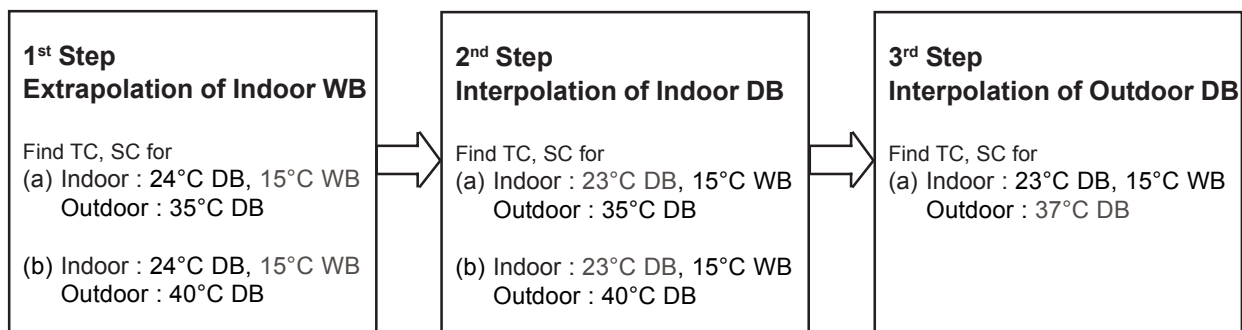 1st Step
Extrapolation of Indoor WB
Find TC, SC for
(a) Indoor : 24°C DB, 15°C WB
Outdoor : 35°C DB
(b) Indoor : 24°C DB, 15°C WB
Outdoor : 40°C DB
2nd Step
Interpolation of Indoor DB
Find TC, SC for
(a) Indoor : 23°C DB, 15°C WB
Outdoor : 35°C DB
(b) Indoor : 23°C DB, 15°C WB
Outdoor : 40°C DB
3rd Step
Interpolation of Outdoor DB
Find TC, SC for
(a) Indoor : 23°C DB, 15°C WB
Outdoor : 37°C DB